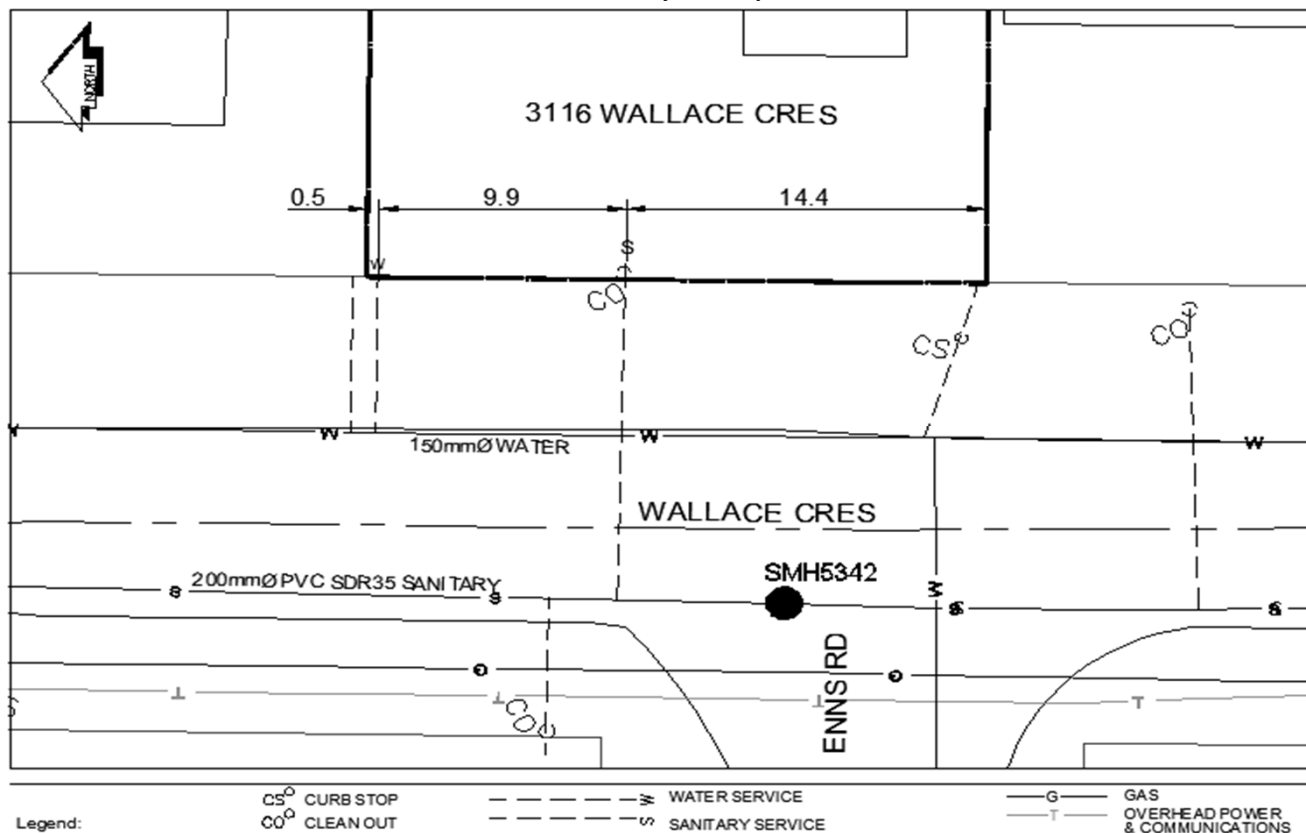 NORTH
3116 WALLACE CRES
0.5 9.9 14.4
S
W
CO
CS
CO
W W W W
150mmØ WATER
WALLACE CRES
SMH5342
200mmØ PVC SDR35 SANITARY
S S S S
W
G G
ENNS RD
T T T T
S
CO
Legend:
CS CURB STOP
CO CLEAN OUT
W WATER SERVICE
S SANITARY SERVICE
G GAS
T OVERHEAD POWER
& COMMUNICATIONS